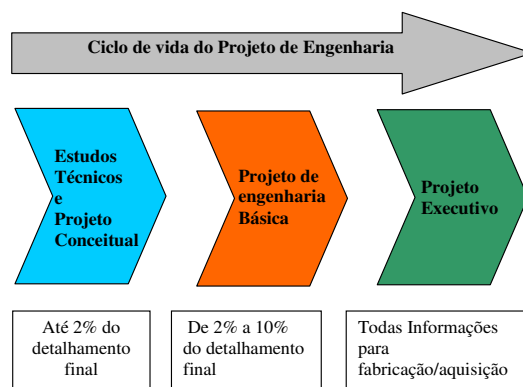 Ciclo de vida do Projeto de Engenharia
Estudos
Técnicos
e
Projeto
Conceitual
Projeto de
engenharia
Básica
Projeto
Executivo
Até 2% do
detalhamento
final
De 2% a 10%
do detalhamento
final
Todas Informações
para
fabricação/aquisição